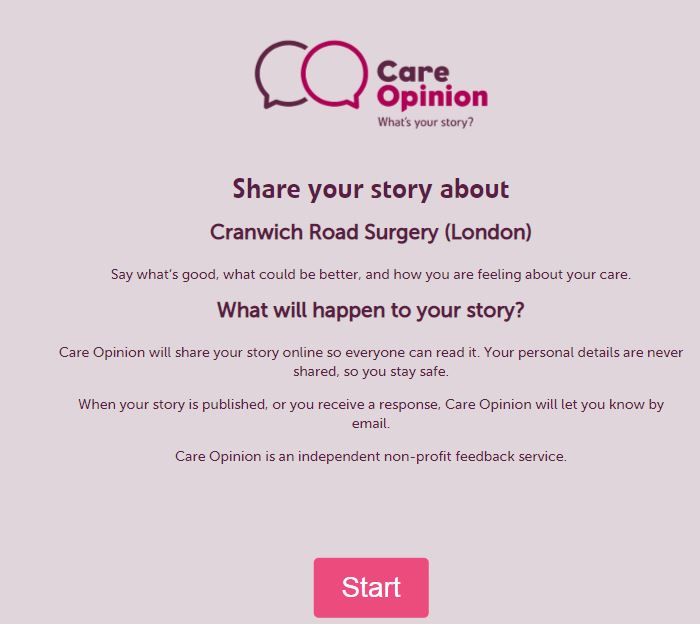 Care
Opinion
What's your story?
Share your story about
Cranwich Road Surgery (London)
Say what's good, what could be better, and how you are feeling about your care.
What will happen to your story?
Care Opinion will share your story online so everyone can read it. Your personal details are never
shared, so you stay safe.
When your story is published, or you receive a response, Care Opinion will let you know by
email.
Care Opinion is an independent non-profit feedback service.
Start